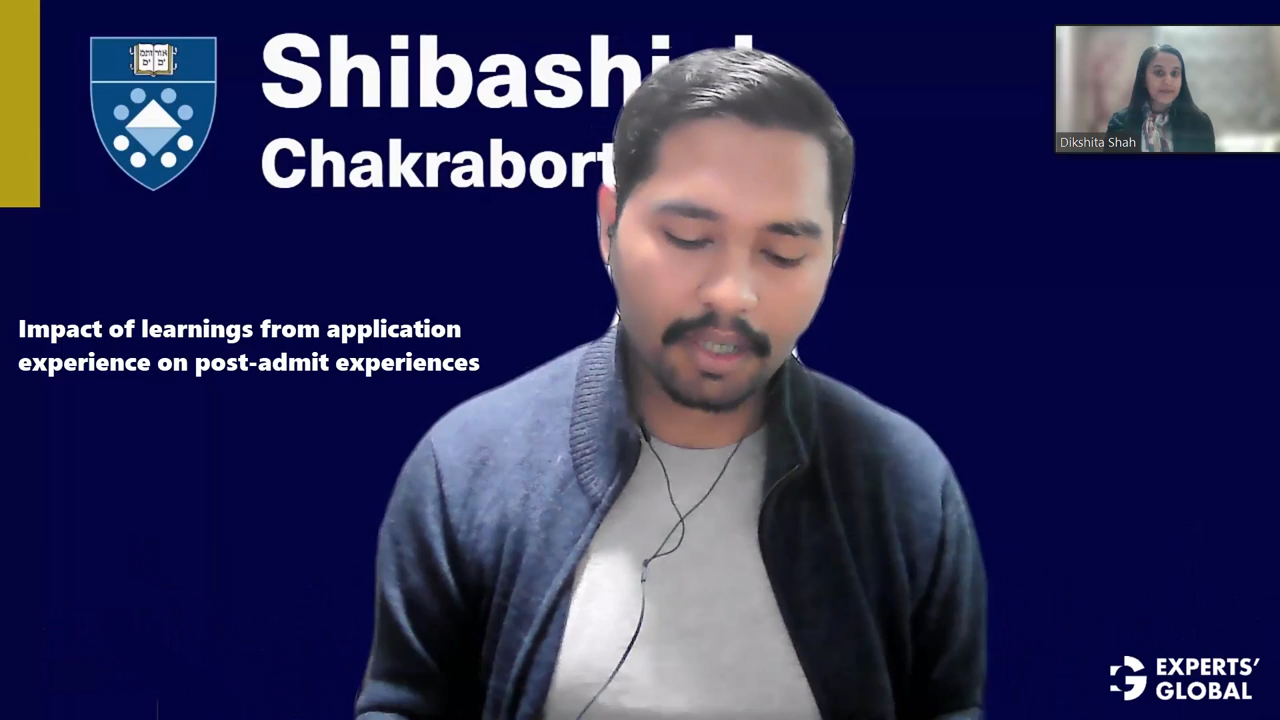 Shibashi
Chakrabort
Dikshita Shah
Impact of learnings from application
experience on post-admit experiences
EXPERTS'
GLOBAL